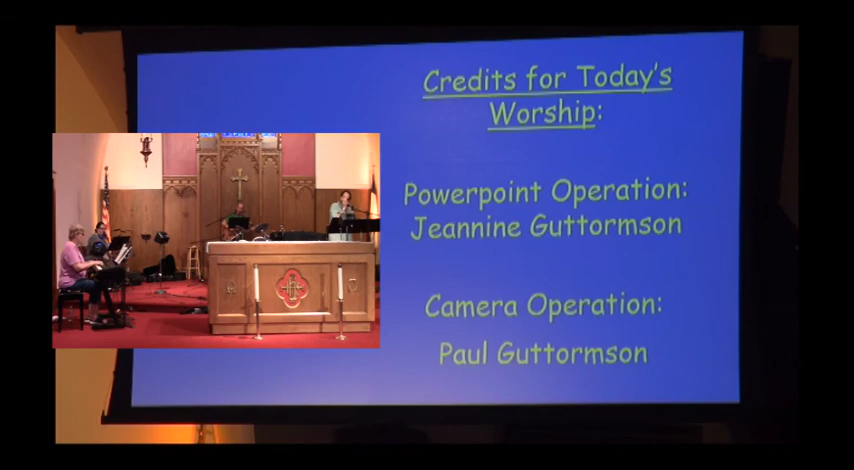 Credits for Today's
Worship:
Powerpoint Operation:
Jeannine Guttormson
Camera Operation:
Paul Guttormson